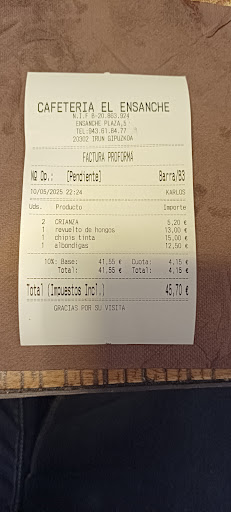 CAFETERIA EL ENSANCHE
N.I.F B-20.863.924
ENSANCHE PLAZA,5
TEL:943.61.84.77
20302 IRUN GIPUZKOA
FACTURA PROFORMA
Nº Op.: [Pendiente] Barra/B3
10/05/2025 22:24 KARLOS
Uds. Producto Importe
2 CRIANZA 5,20 €
1 revuelto de hongos 13,00 €
1 chipis tinta 15,00 €
1 albondigas 12,50 €
10% Base: 41,55 € Cuota: 4,15 €
Total: 41,55 € Total: 4,15 €
Total (Impuestos Incl.) 45,70 €
GRACIAS POR SU VISITA